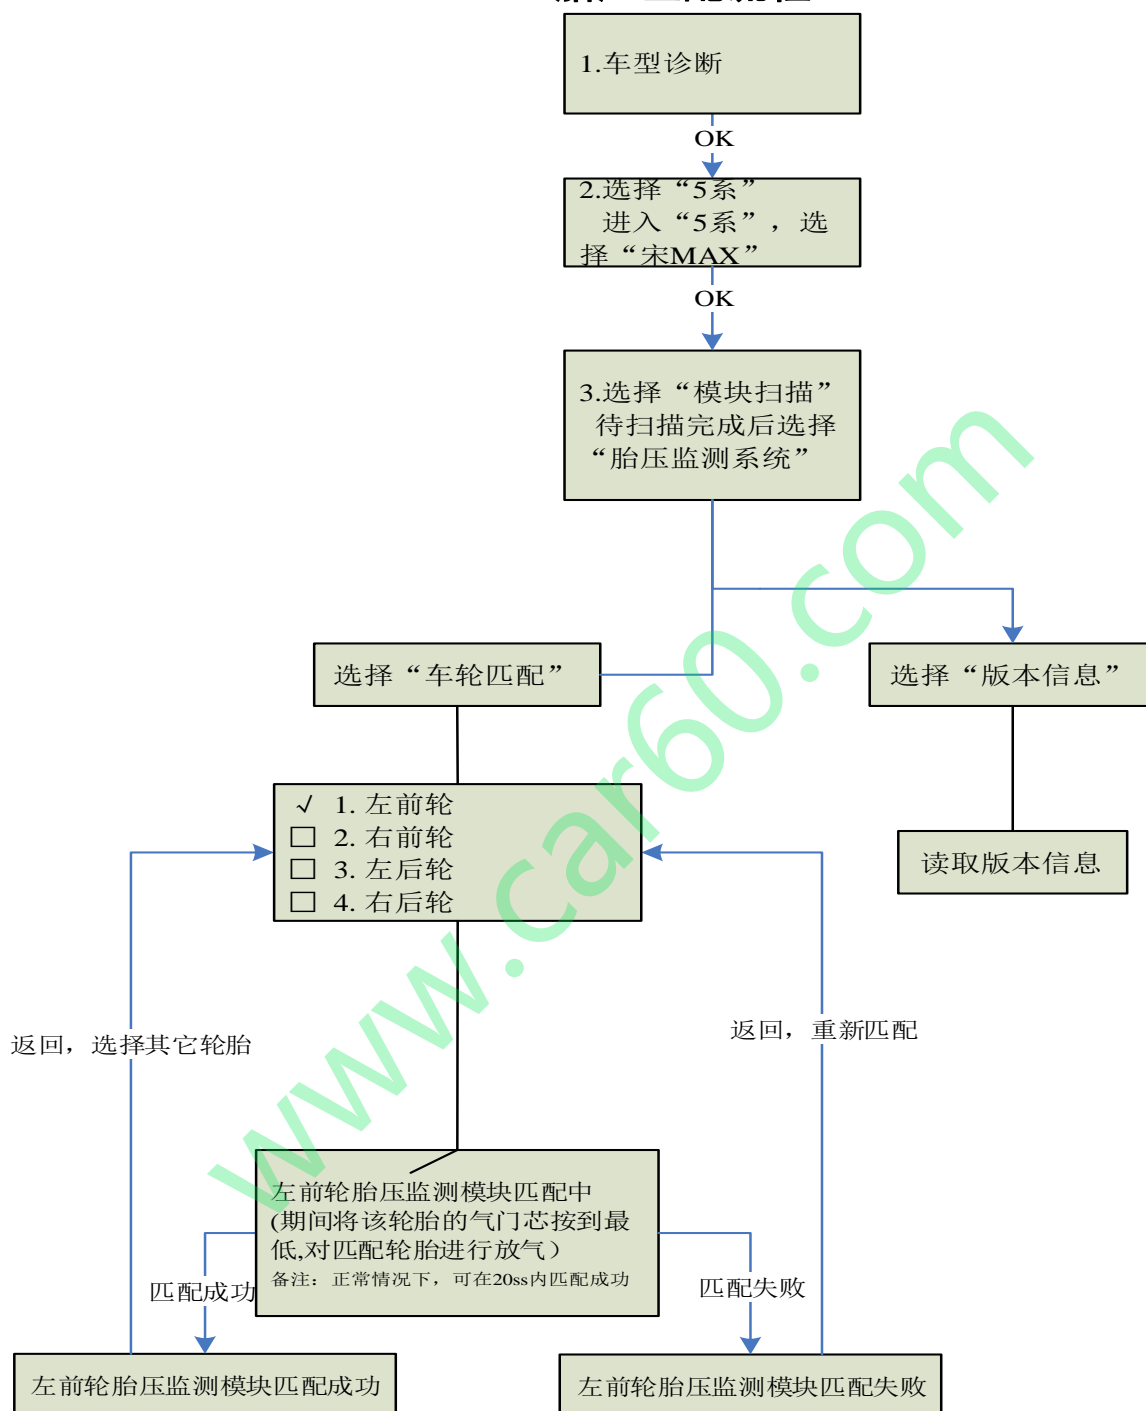 1.车型诊断
OK
2.选择“5系”
进入“5系”，选
择“宋MAX”
OK
3.选择“模块扫描”
待扫描完成后选择
“胎压监测系统”
选择“车轮匹配”
选择“版本信息”
√ 1. 左前轮
□ 2. 右前轮
□ 3. 左后轮
□ 4. 右后轮
读取版本信息
返回，选择其它轮胎
返回，重新匹配
左前轮胎压监测模块匹配中
(期间将该轮胎的气门芯按到最
低,对匹配轮胎进行放气）
备注：正常情况下，可在20ss内匹配成功
匹配成功
匹配失败
左前轮胎压监测模块匹配成功
左前轮胎压监测模块匹配失败
www.car60.com